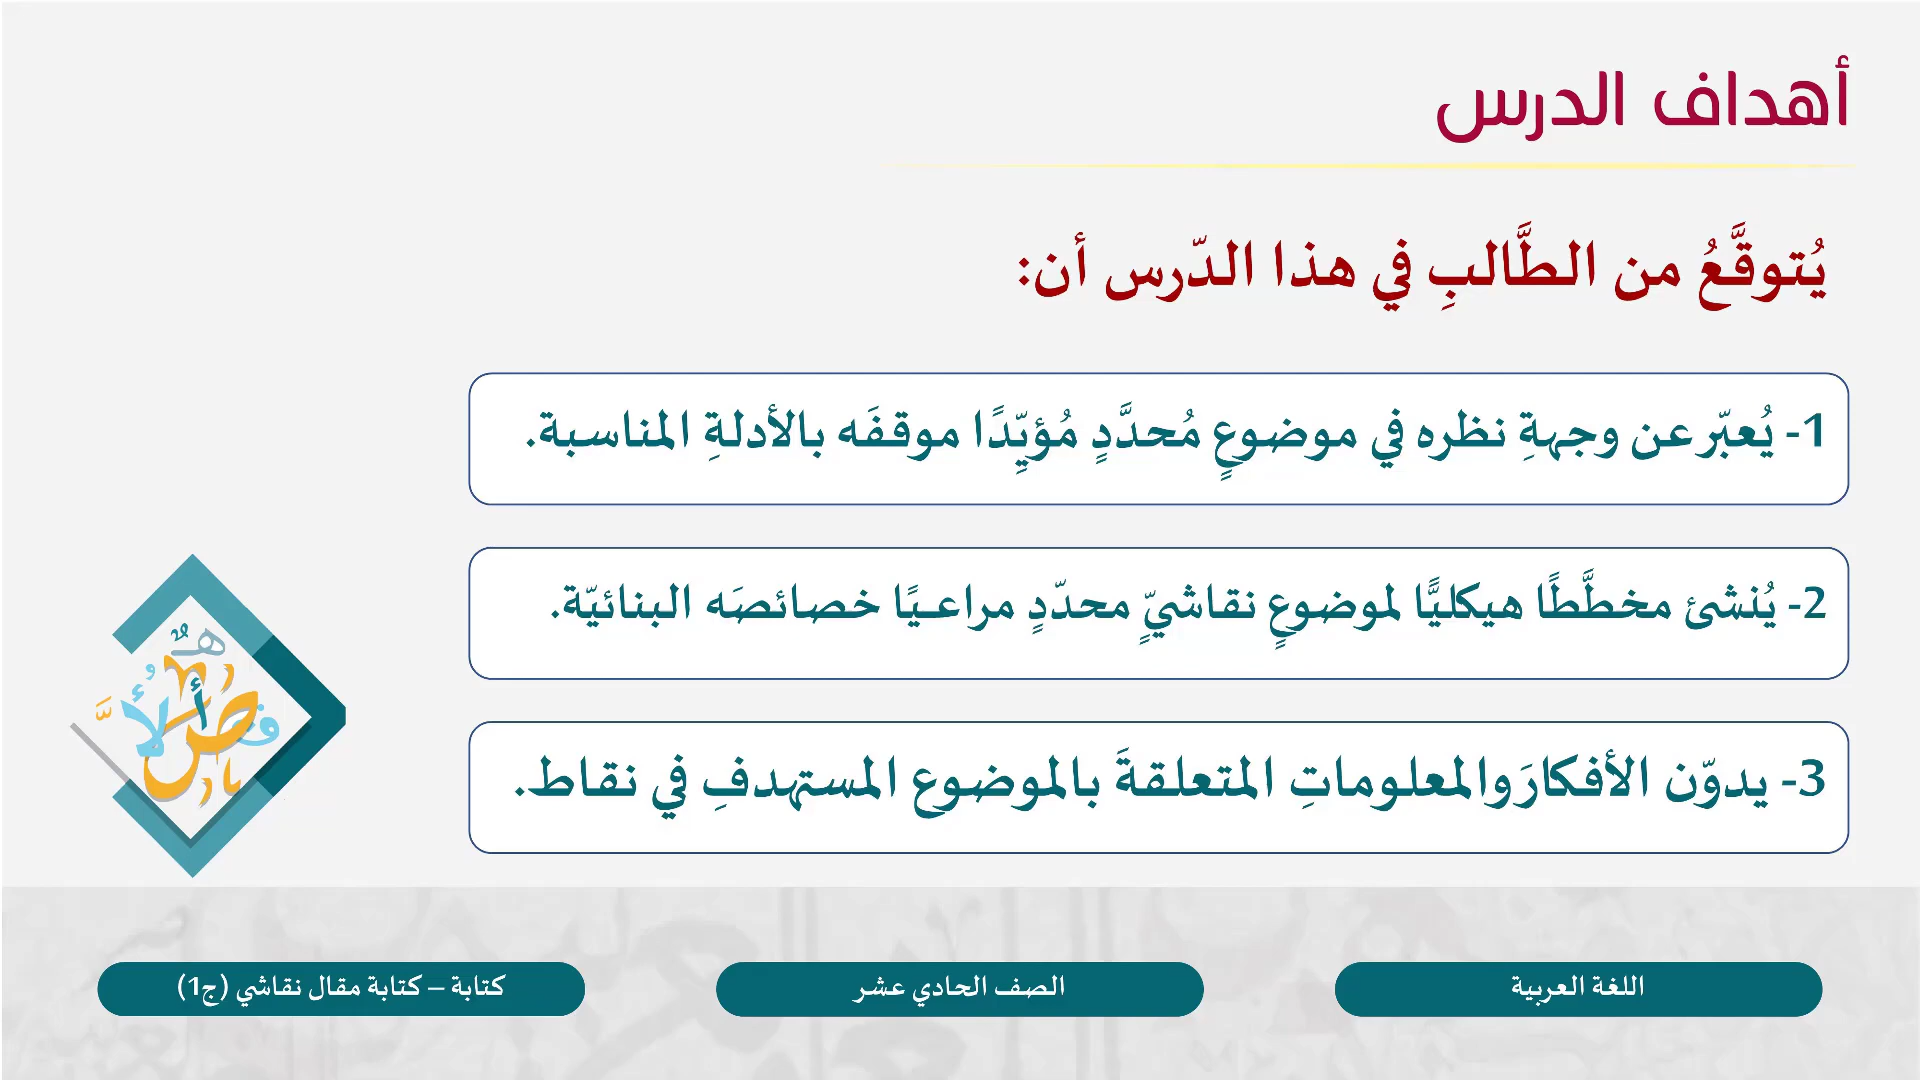 أهداف الدرس
يُتوقَّعُ من الطَّالبِ في هذا الدّرس أن:
1- يُعبّر عن وجهةِ نظره في موضوعٍ مُحدَّدٍ مُؤيِّدًا موقفَه بالأدلةِ المناسبة.
2- يُنشئ مخطَّطًا هيكليًّا لموضوعٍ نقاشيٍّ محدّدٍ مراعيًا خصائصَه البنائيّة.
3- يدوّن الأفكارَ والمعلوماتِ المتعلقةَ بالموضوع المستهدفِ في نقاط.
اللغة العربية
الصف الحادي عشر
كتابة – كتابة مقال نقاشي (ج1)